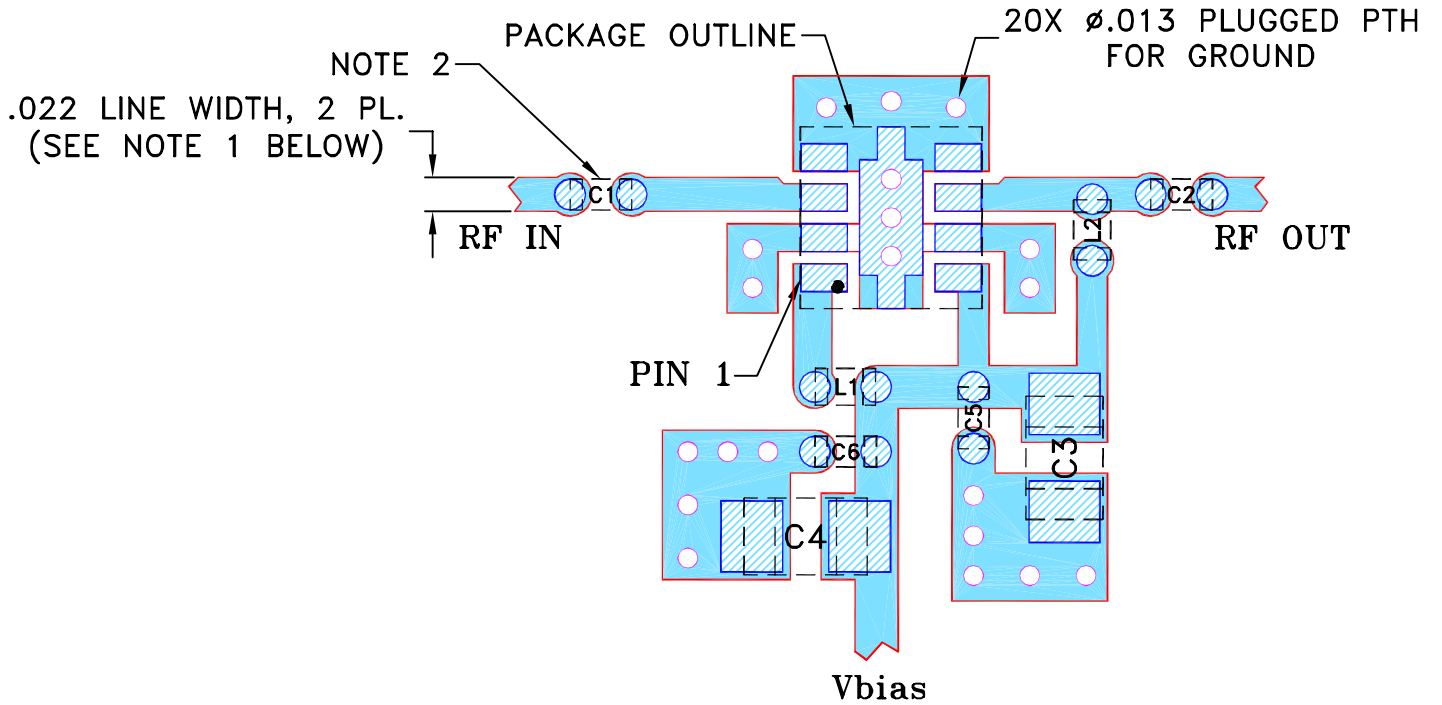 20X ø.013 PLUGGED PTH
FOR GROUND
PACKAGE OUTLINE
NOTE 2
.022 LINE WIDTH, 2 PL.
(SEE NOTE 1 BELOW)
C1
C2
RF IN
L2
RF OUT
PIN 1
L1
C5
C6
C3
C4
Vbias